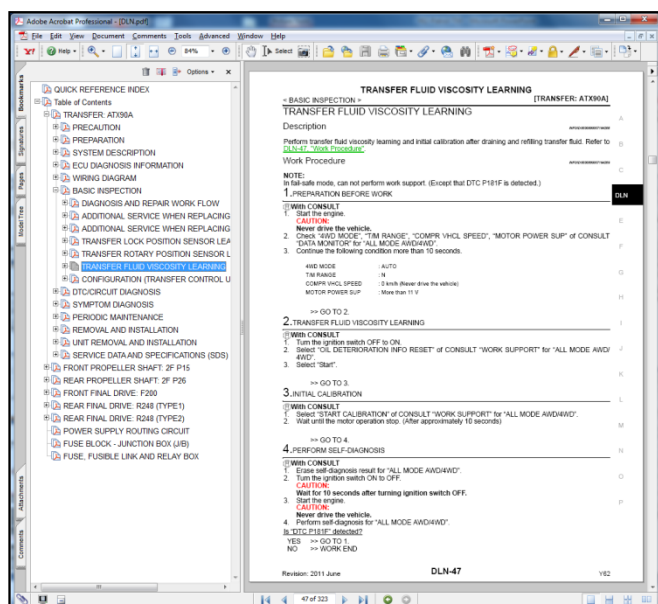 Adobe Acrobat Professional - [DLN.pdf]
File Edit View Document Comments Tools Advanced Window Help
Help Select 84%
Bookmarks
Signatures
Pages
Model Tree
Attachments
Comments
Options
QUICK REFERENCE INDEX
Table of Contents
TRANSFER: ATX90A
PRECAUTION
PREPARATION
SYSTEM DESCRIPTION
ECU DIAGNOSIS INFORMATION
WIRING DIAGRAM
BASIC INSPECTION
DIAGNOSIS AND REPAIR WORK FLOW
ADDITIONAL SERVICE WHEN REPLACING
ADDITIONAL SERVICE WHEN REPLACING
TRANSFER LOCK POSITION SENSOR LEA
TRANSFER ROTARY POSITION SENSOR L
TRANSFER FLUID VISCOSITY LEARNING
CONFIGURATION (TRANSFER CONTROL U
DTC/CIRCUIT DIAGNOSIS
SYMPTOM DIAGNOSIS
PERIODIC MAINTENANCE
REMOVAL AND INSTALLATION
UNIT REMOVAL AND INSTALLATION
SERVICE DATA AND SPECIFICATIONS (SDS)
FRONT PROPELLER SHAFT: 2F P15
REAR PROPELLER SHAFT: 2F P26
FRONT FINAL DRIVE: F200
REAR FINAL DRIVE: R248 (TYPE1)
REAR FINAL DRIVE: R248 (TYPE2)
POWER SUPPLY ROUTING CIRCUIT
FUSE BLOCK - JUNCTION BOX (J/B)
FUSE, FUSIBLE LINK AND RELAY BOX
TRANSFER FLUID VISCOSITY LEARNING
< BASIC INSPECTION > [TRANSFER: ATX90A]
TRANSFER FLUID VISCOSITY LEARNING
Description
Perform transfer fluid viscosity learning and initial calibration after draining and refilling transfer fluid. Refer to
DLN-47, "Work Procedure".
Work Procedure
NOTE:
In fail-safe mode, can not perform work support. (Except that DTC P181F is detected.)
1.PREPARATION BEFORE WORK
With CONSULT
1. Start the engine.
CAUTION:
Never drive the vehicle.
2. Check "4WD MODE", "T/M RANGE", "COMPR VHCL SPEED", "MOTOR POWER SUP" of CONSULT
"DATA MONITOR" for "ALL MODE AWD/4WD".
3. Continue the following condition more than 10 seconds.
4WD MODE : AUTO
T/M RANGE : N
COMPR VHCL SPEED : 0 km/h (Never drive the vehicle)
MOTOR POWER SUP : More than 11 V
>> GO TO 2.
2.TRANSFER FLUID VISCOSITY LEARNING
With CONSULT
1. Turn the ignition switch OFF to ON.
2. Select "OIL DETERIORATION INFO RESET" of CONSULT "WORK SUPPORT" for "ALL MODE AWD/
4WD".
3. Select "Start".
>> GO TO 3.
3.INITIAL CALIBRATION
With CONSULT
1. Select "START CALIBRATION" of CONSULT "WORK SUPPORT" for "ALL MODE AWD/4WD".
2. Wait until the motor operation stop. (After approximately 10 seconds)
>> GO TO 4.
4.PERFORM SELF-DIAGNOSIS
With CONSULT
1. Erase self-diagnosis result for "ALL MODE AWD/4WD".
2. Turn the ignition switch ON to OFF.
CAUTION:
Wait for 10 seconds after turning ignition switch OFF.
3. Start the engine.
CAUTION:
Never drive the vehicle.
4. Perform self-diagnosis for "ALL MODE AWD/4WD".
Is "DTC P181F" detected?
YES >> GO TO 1.
NO >> WORK END
A
B
C
DLN
E
F
G
H
I
J
K
L
M
N
O
P
Revision: 2011 June DLN-47 Y62
47 of 323